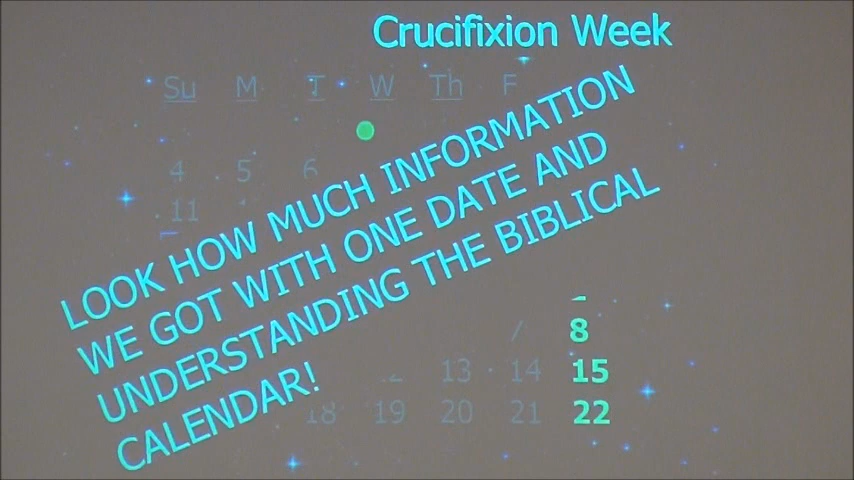 Crucifixion Week
Su M T W Th F
4 5 6
11
LOOK HOW MUCH INFORMATION
WE GOT WITH ONE DATE AND
UNDERSTANDING THE BIBLICAL
CALENDAR!
8
13 14 15
18 19 20 21 22